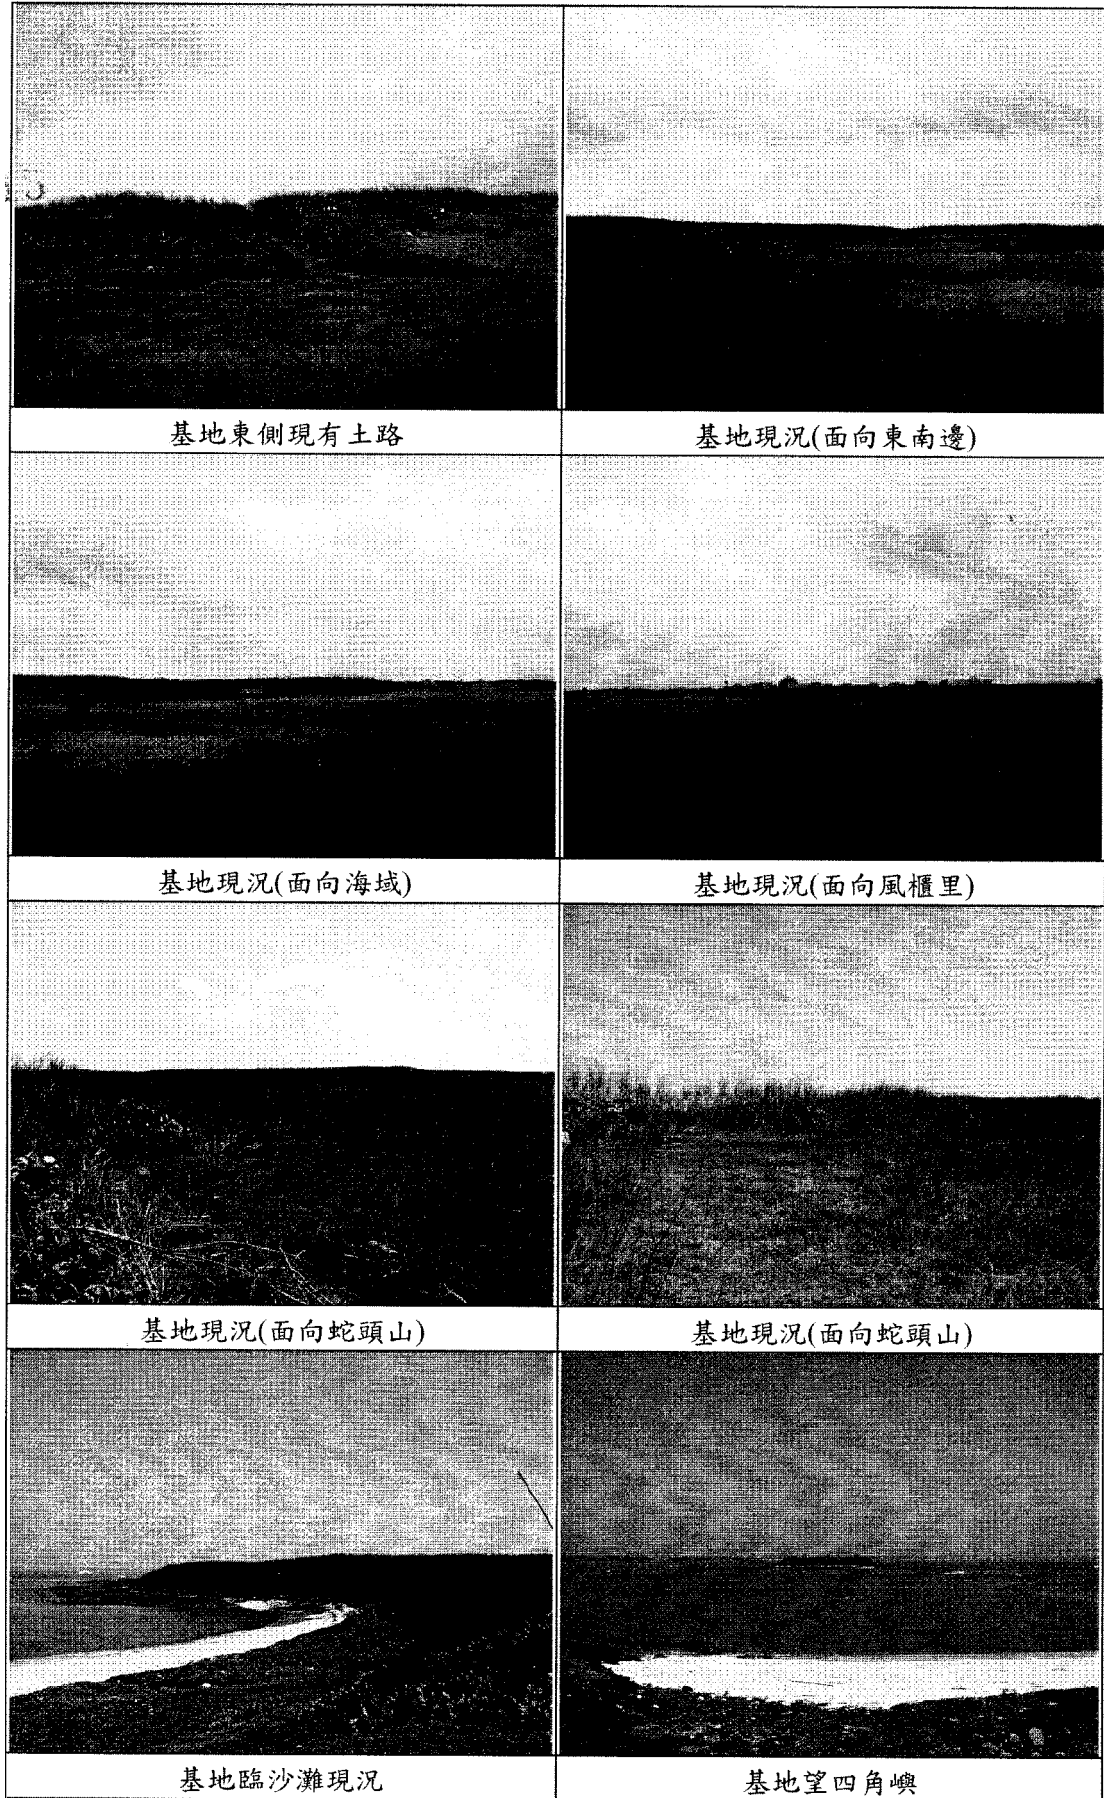 基地東側現有土路
基地現況(面向東南邊)
基地現況(面向海域)
基地現況(面向風櫃里)
基地現況(面向蛇頭山)
基地現況(面向蛇頭山)
基地臨沙灘現況
基地望四角嶼